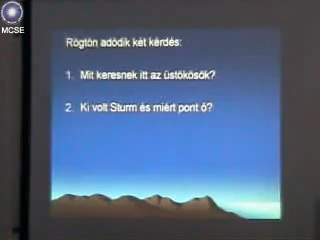 MCSE
Rögtön adódik két kérdés:
1. Mit keresnek itt az üstökösök?
2. Ki volt Sturm és miért pont ő?